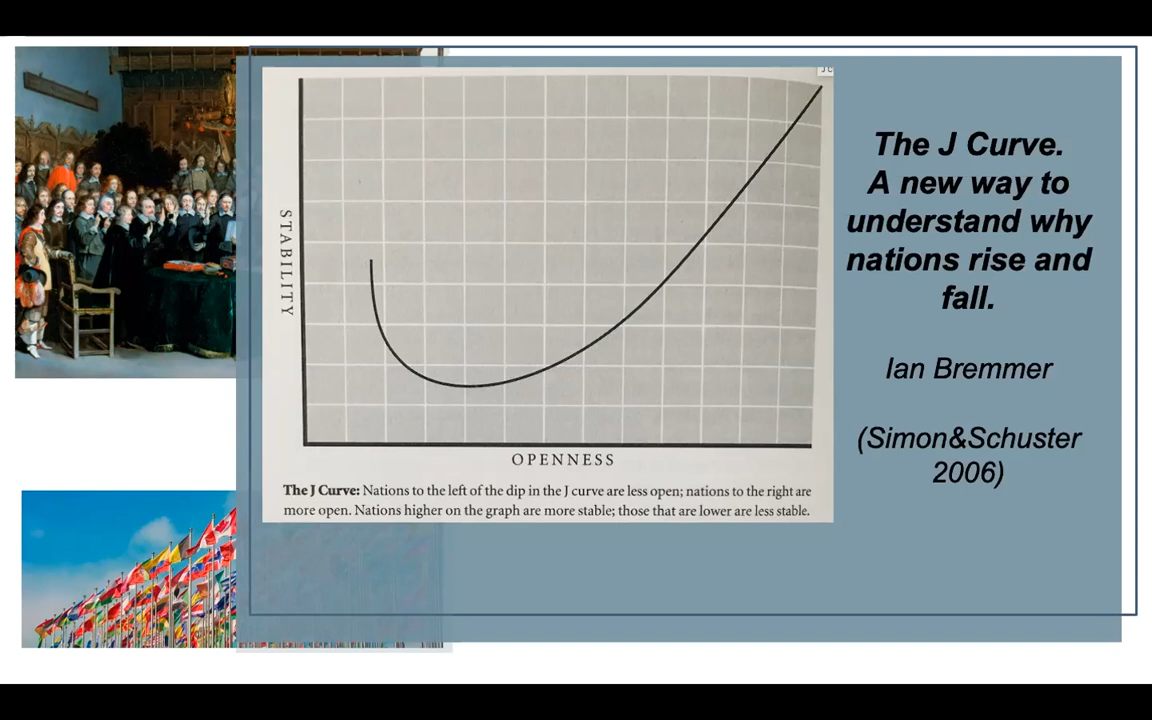 STABILITY
OPENNESS
The J Curve: Nations to the left of the dip in the J curve are less open; nations to the right are
more open. Nations higher on the graph are more stable; those that are lower are less stable.
The J Curve.
A new way to
understand why
nations rise and
fall.
Ian Bremmer
(Simon&Schuster
2006)